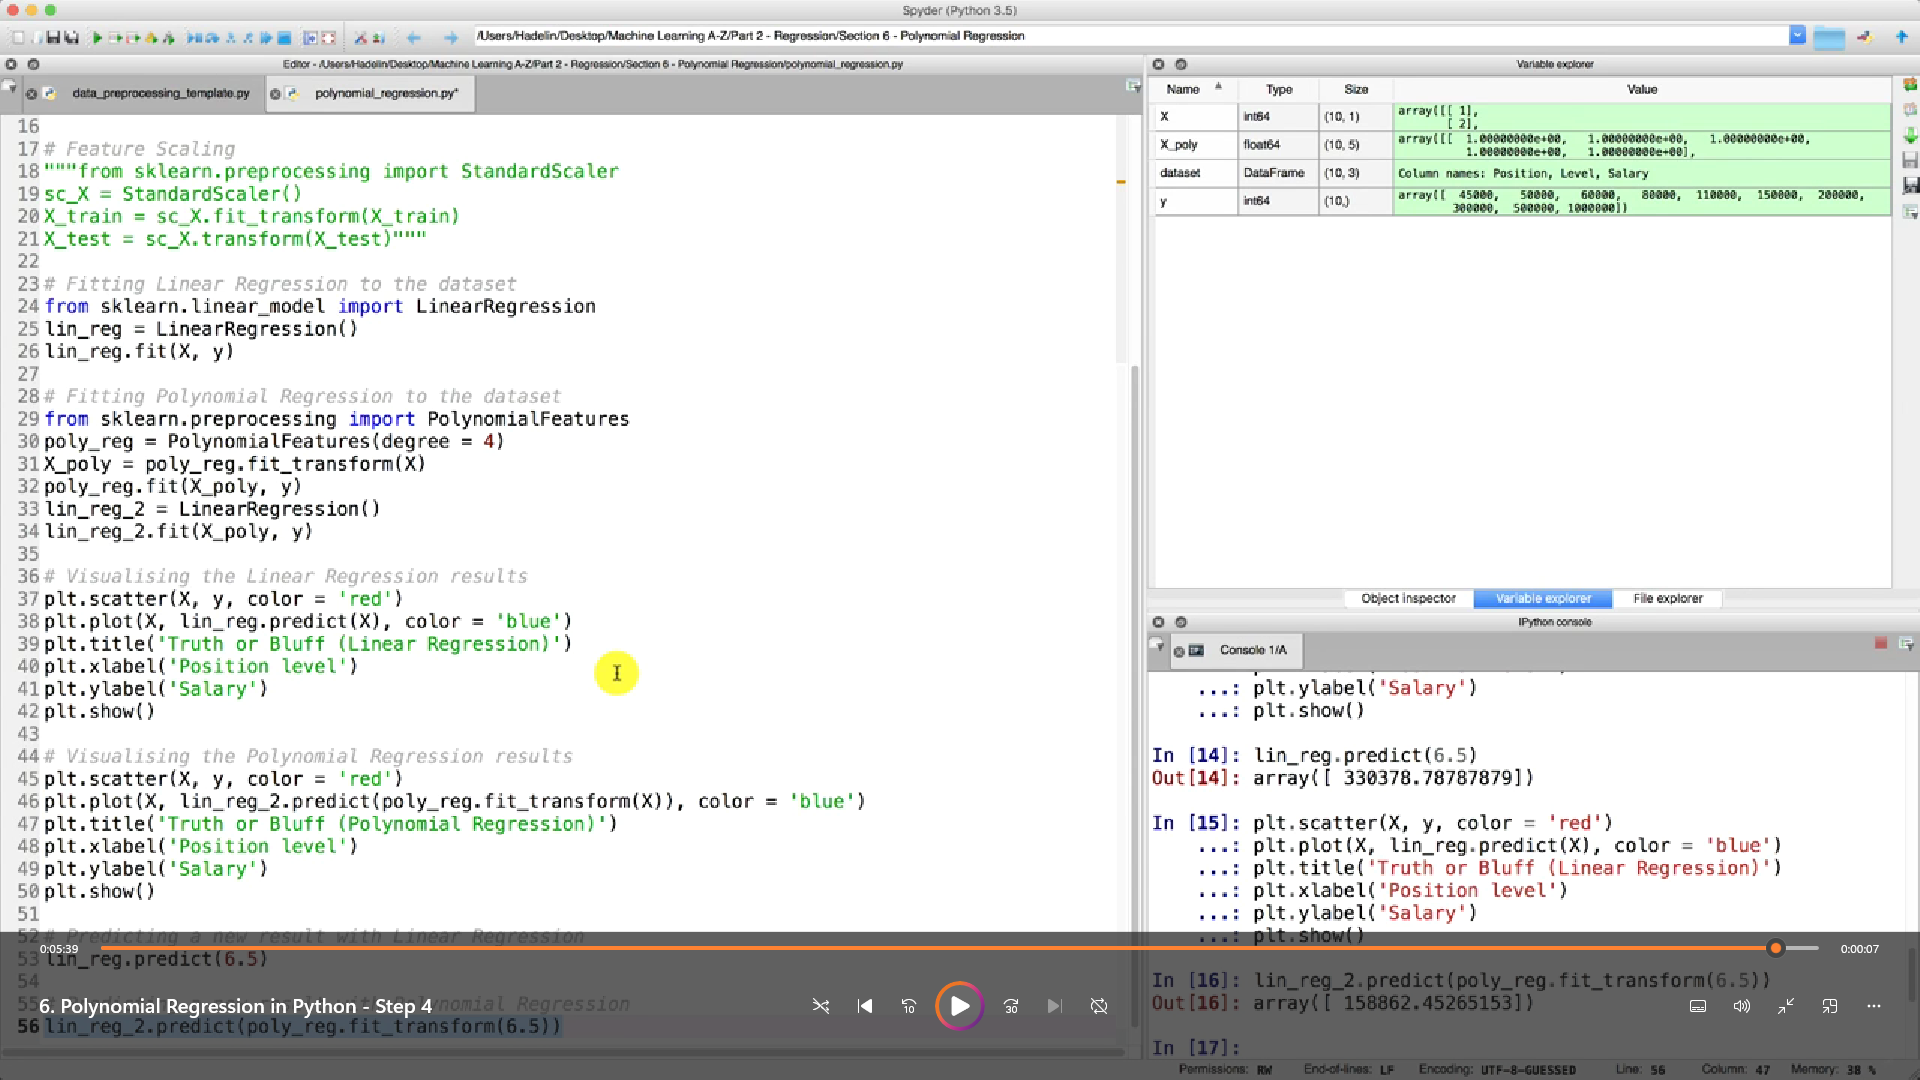 Spyder (Python 3.5)
/Users/Hadelin/Desktop/Machine Learning A-Z/Part 2 - Regression/Section 6 - Polynomial Regression
Editor - /Users/Hadelin/Desktop/Machine Learning A-Z/Part 2 - Regression/Section 6 - Polynomial Regression/polynomial_regression.py
data_preprocessing_template.py
polynomial_regression.py*
16
17 # Feature Scaling
18 """from sklearn.preprocessing import StandardScaler
19 sc_X = StandardScaler()
20 X_train = sc_X.fit_transform(X_train)
21 X_test = sc_X.transform(X_test)"""
22
23 # Fitting Linear Regression to the dataset
24 from sklearn.linear_model import LinearRegression
25 lin_reg = LinearRegression()
26 lin_reg.fit(X, y)
27
28 # Fitting Polynomial Regression to the dataset
29 from sklearn.preprocessing import PolynomialFeatures
30 poly_reg = PolynomialFeatures(degree = 4)
31 X_poly = poly_reg.fit_transform(X)
32 poly_reg.fit(X_poly, y)
33 lin_reg_2 = LinearRegression()
34 lin_reg_2.fit(X_poly, y)
35
36 # Visualising the Linear Regression results
37 plt.scatter(X, y, color = 'red')
38 plt.plot(X, lin_reg.predict(X), color = 'blue')
39 plt.title('Truth or Bluff (Linear Regression)')
40 plt.xlabel('Position level')
41 plt.ylabel('Salary')
42 plt.show()
43
44 # Visualising the Polynomial Regression results
45 plt.scatter(X, y, color = 'red')
46 plt.plot(X, lin_reg_2.predict(poly_reg.fit_transform(X)), color = 'blue')
47 plt.title('Truth or Bluff (Polynomial Regression)')
48 plt.xlabel('Position level')
49 plt.ylabel('Salary')
50 plt.show()
51
52 # Predicting a new result with Linear Regression
53 lin_reg.predict(6.5)
54
55 Polynomial Regression
56 lin_reg_2.predict(poly_reg.fit_transform(6.5))
Variable explorer
Name Type Size Value
X int64 (10, 1) array([[ 1],
[ 2],
X_poly float64 (10, 5) array([[ 1.00000000e+00, 1.00000000e+00, 1.00000000e+00,
1.00000000e+00, 1.00000000e+00],
dataset DataFrame (10, 3) Column names: Position, Level, Salary
y int64 (10,) array([ 45000, 50000, 60000, 80000, 110000, 150000, 200000,
300000, 500000, 1000000])
Object inspector Variable explorer File explorer
IPython console
Console 1/A
...: plt.ylabel('Salary')
...: plt.show()
In [14]: lin_reg.predict(6.5)
Out[14]: array([ 330378.78787879])
In [15]: plt.scatter(X, y, color = 'red')
...: plt.plot(X, lin_reg.predict(X), color = 'blue')
...: plt.title('Truth or Bluff (Linear Regression)')
...: plt.xlabel('Position level')
...: plt.ylabel('Salary')
...: plt.show()
In [16]: lin_reg_2.predict(poly_reg.fit_transform(6.5))
Out[16]: array([ 158862.45265153])
In [17]:
0:05:39
0:00:07
6. Polynomial Regression in Python - Step 4
10
30
Permissions: RW End-of-lines: LF Encoding: UTF-8-GUESSED Line: 56 Column: 47 Memory: 38 %